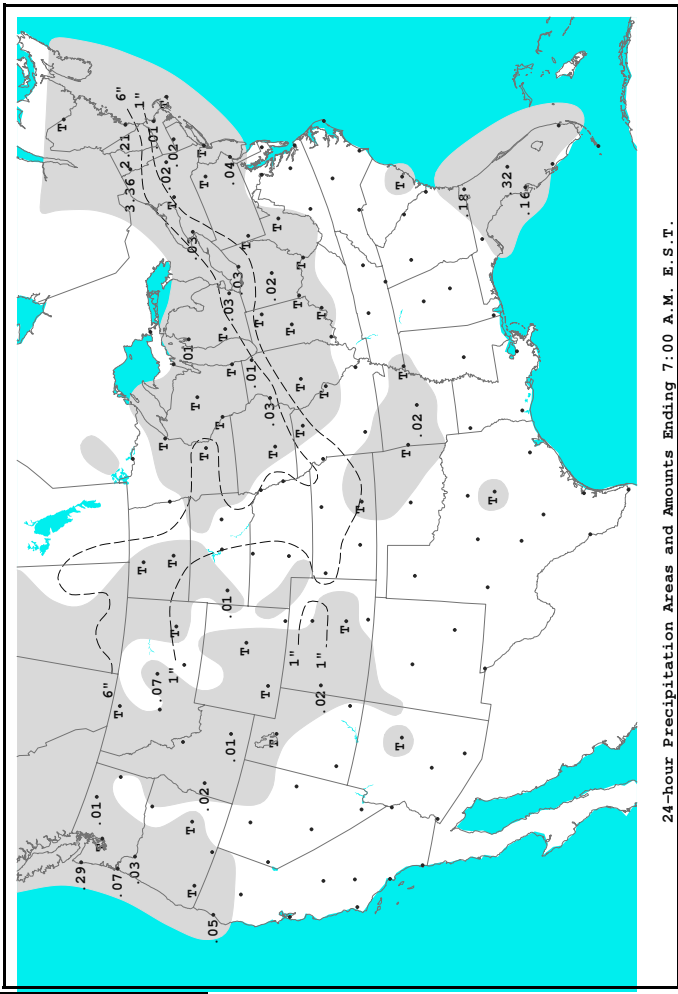 T
6"
1"
T
.01
2.21
.02
T
.04
3.36
.02
T
T
T
.32
.18
.16
T
.03
T
T
.03
.02
.03
T
T
T
T
T
.01
T
.01
T
T
T
T
.03
.02
T
T
T
T
T
T
T
T
T
T
.01
T
T
T
1"
1"
1"
6"
.07
T
.02
T
.01
T
T
.02
.01
T
T
.03
.29
.07
T
.05
24-hour Precipitation Areas and Amounts Ending 7:00 A.M. E.S.T.